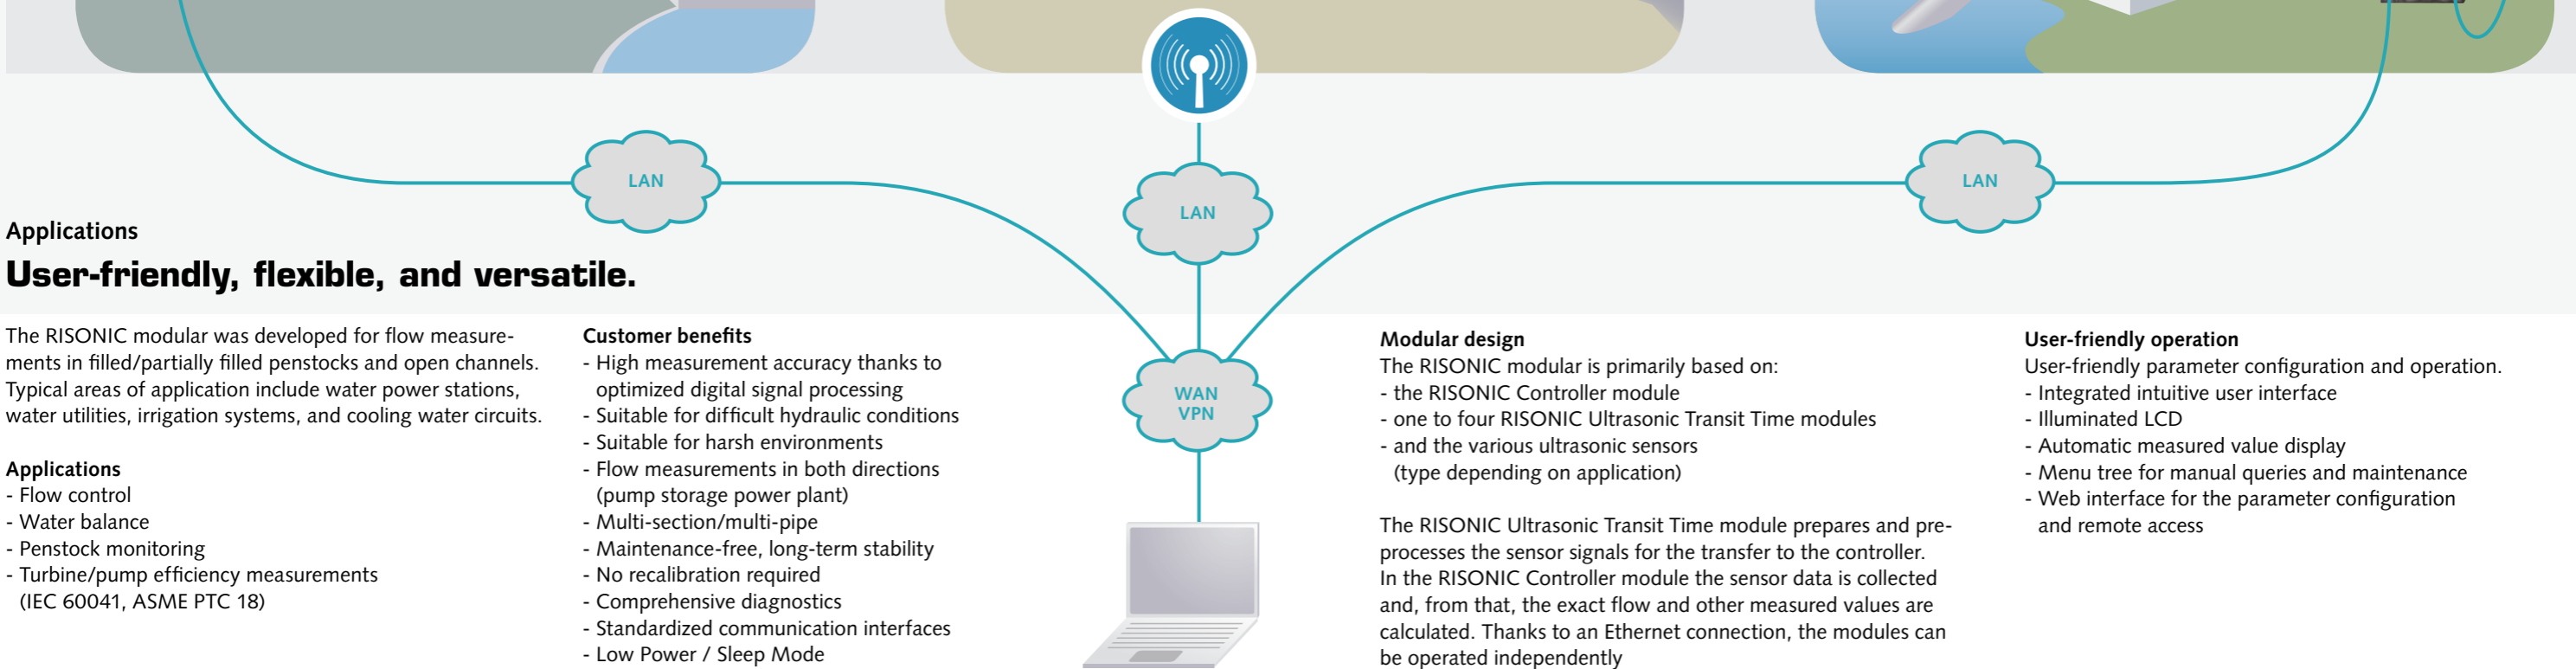 LAN
LAN
LAN
WAN
VPN
Applications
User-friendly, flexible, and versatile.
The RISONIC modular was developed for flow measure-
ments in filled/partially filled penstocks and open channels.
Typical areas of application include water power stations,
water utilities, irrigation systems, and cooling water circuits.
Applications
- Flow control
- Water balance
- Penstock monitoring
- Turbine/pump efficiency measurements
(IEC 60041, ASME PTC 18)
Customer benefits
- High measurement accuracy thanks to
optimized digital signal processing
- Suitable for difficult hydraulic conditions
- Suitable for harsh environments
- Flow measurements in both directions
(pump storage power plant)
- Multi-section/multi-pipe
- Maintenance-free, long-term stability
- No recalibration required
- Comprehensive diagnostics
- Standardized communication interfaces
- Low Power / Sleep Mode
Modular design
The RISONIC modular is primarily based on:
- the RISONIC Controller module
- one to four RISONIC Ultrasonic Transit Time modules
- and the various ultrasonic sensors
(type depending on application)
The RISONIC Ultrasonic Transit Time module prepares and pre-
processes the sensor signals for the transfer to the controller.
In the RISONIC Controller module the sensor data is collected
and, from that, the exact flow and other measured values are
calculated. Thanks to an Ethernet connection, the modules can
be operated independently
User-friendly operation
User-friendly parameter configuration and operation.
- Integrated intuitive user interface
- Illuminated LCD
- Automatic measured value display
- Menu tree for manual queries and maintenance
- Web interface for the parameter configuration
and remote access